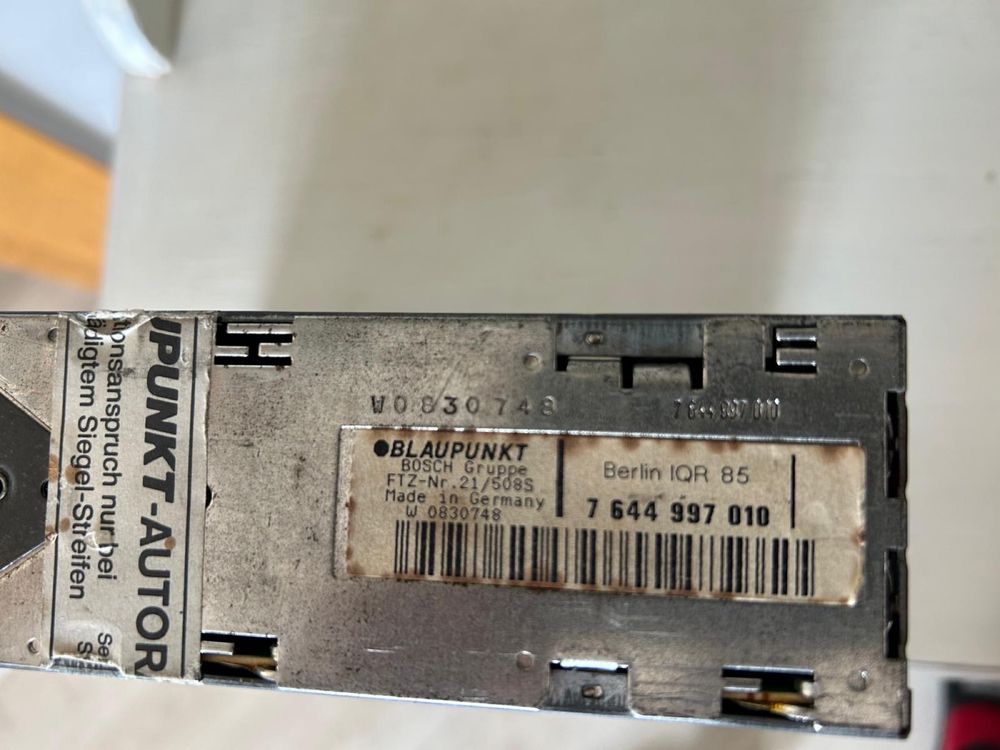 W0830748
7 644 997 010
BLAUPUNKT
BOSCH Gruppe
FTZ-Nr.21/508S
Made in Germany
W 0830748
Berlin IQR 85
7 644 997 010
UPUNKT-AUTOR
tionsanspruch nur bei
ädigtem Siegel-Streifen